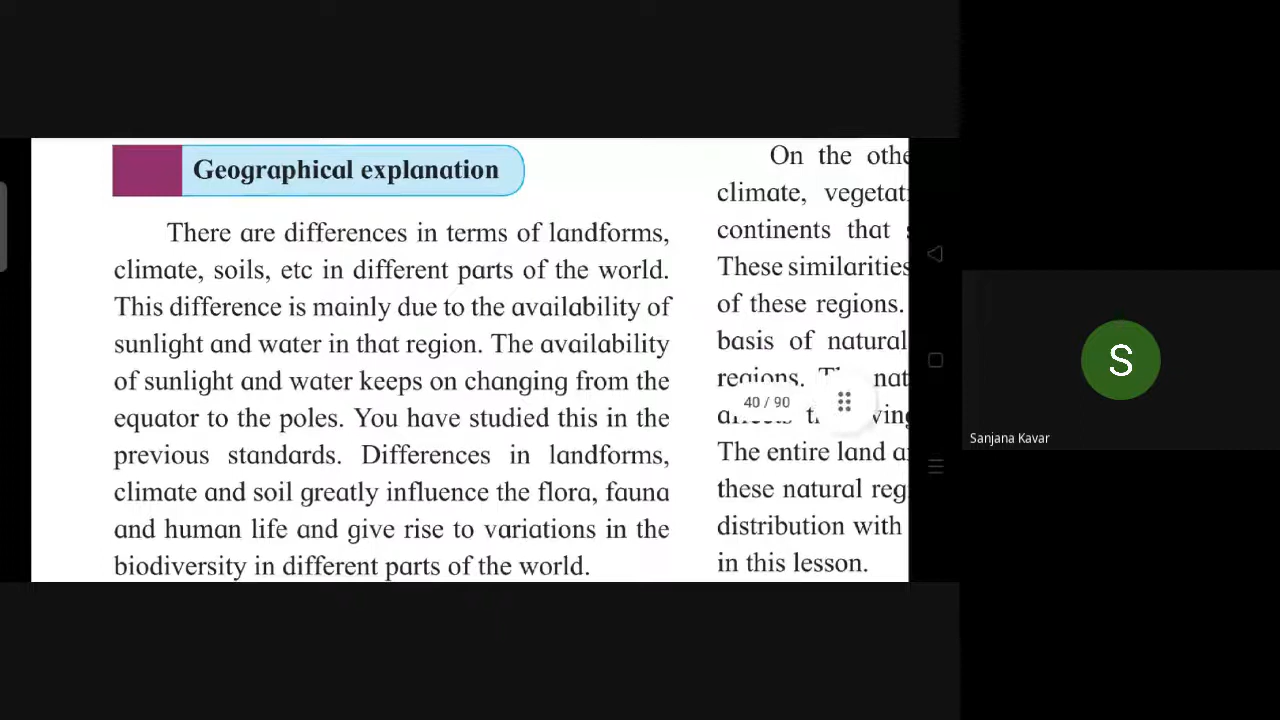 Geographical explanation
There are differences in terms of landforms,
climate, soils, etc in different parts of the world.
This difference is mainly due to the availability of
sunlight and water in that region. The availability
of sunlight and water keeps on changing from the
equator to the poles. You have studied this in the
previous standards. Differences in landforms,
climate and soil greatly influence the flora, fauna
and human life and give rise to variations in the
biodiversity in different parts of the world.
On the othe
climate, vegetati
continents that
These similarities
of these regions.
basis of natural
regions. nat
The entire land a
these natural reg
distribution with
in this lesson.
40 / 90
S
Sanjana Kavar